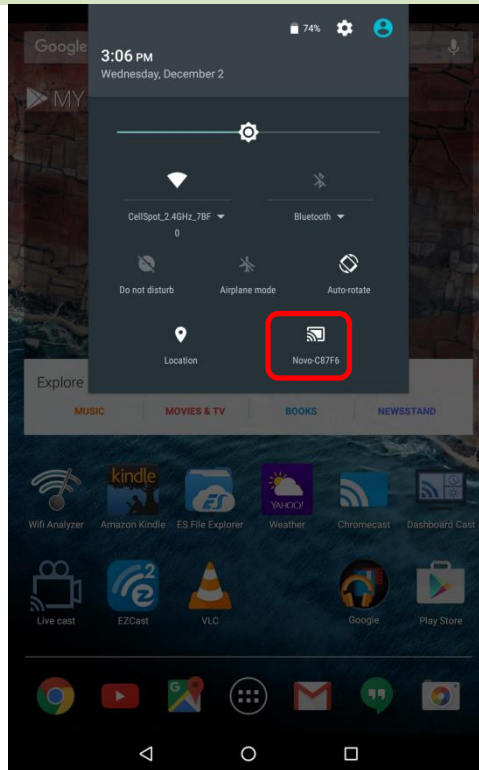 74%
Google
3:06 PM
Wednesday, December 2
MY
CellSpot_2.4GHz_7BF
0
Bluetooth
Do not disturb
Airplane mode
Auto-rotate
Location
Novo-C87F6
Explore
MUSIC
MOVIES & TV
BOOKS
NEWSSTAND
kindle
ES
YAHOO!
Wifi Analyzer
Amazon Kindle
ES File Explorer
Weather
Chromecast
Dashboard Cast
2
Live cast
EZCast
VLC
Google
Play Store
G